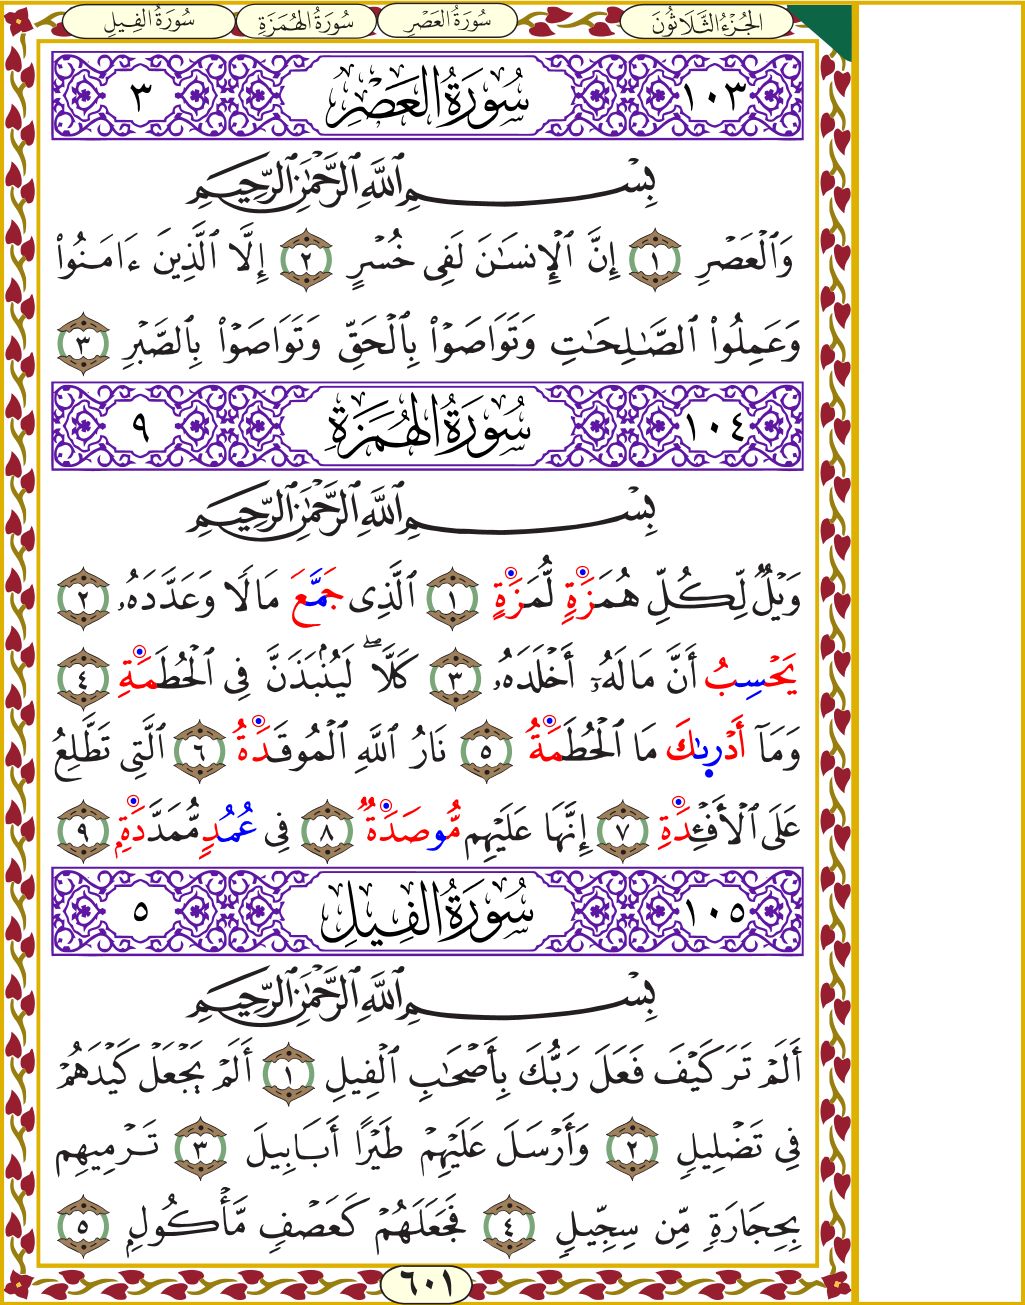 الجُزْءُ الثَّلَاثُونَ سُورَةُ العَصْرِ سُورَةُ الهُمَزَةِ سُورَةُ الفِيلِ
١٠٣ سُورَةُ العَصْرِ ٣
بِسْمِ ٱللَّهِ ٱلرَّحْمَٰنِ ٱلرَّحِيمِ
وَٱلْعَصْرِ ١ إِنَّ ٱلْإِنسَٰنَ لَفِى خُسْرٍ ٢ إِلَّا ٱلَّذِينَ ءَامَنُوا۟
وَعَمِلُوا۟ ٱلصَّٰلِحَٰتِ وَتَوَاصَوْا۟ بِٱلْحَقِّ وَتَوَاصَوْا۟ بِٱلصَّبْرِ ٣
١٠٤ سُورَةُ الهُمَزَةِ ٩
بِسْمِ ٱللَّهِ ٱلرَّحْمَٰنِ ٱلرَّحِيمِ
وَيْلٌ لِّكُلِّ هُمَزَةٍ لُّمَزَةٍ ١ ٱلَّذِى جَمَّعَ مَالًا وَعَدَّدَهُۥ ٢
يَحْسِبُ أَنَّ مَالَهُۥٓ أَخْلَدَهُۥ ٣ كَلَّا ۖ لَيُنۢبَذَنَّ فِى ٱلْحُطَمَةِ ٤
وَمَآ أَدْرىٰكَ مَا ٱلْحُطَمَةُ ٥ نَارُ ٱللَّهِ ٱلْمُوقَدَةُ ٦ ٱلَّتِى تَطَّلِعُ
عَلَى ٱلْأَفْـِٔدَةِ ٧ إِنَّهَا عَلَيْهِم مُّوصَدَةٌ ٨ فِى عُمُدٍ مُّمَدَّدَةٍ ٩
١٠٥ سُورَةُ الفِيلِ ٥
بِسْمِ ٱللَّهِ ٱلرَّحْمَٰنِ ٱلرَّحِيمِ
أَلَمْ تَرَ كَيْفَ فَعَلَ رَبُّكَ بِأَصْحَٰبِ ٱلْفِيلِ ١ أَلَمْ يَجْعَلْ كَيْدَهُمْ
فِى تَضْلِيلٍ ٢ وَأَرْسَلَ عَلَيْهِمْ طَيْرًا أَبَابِيلَ ٣ تَرْمِيهِم
بِحِجَارَةٍ مِّن سِجِّيلٍ ٤ فَجَعَلَهُمْ كَعَصْفٍ مَّأْكُولٍ ٥
٦٠١